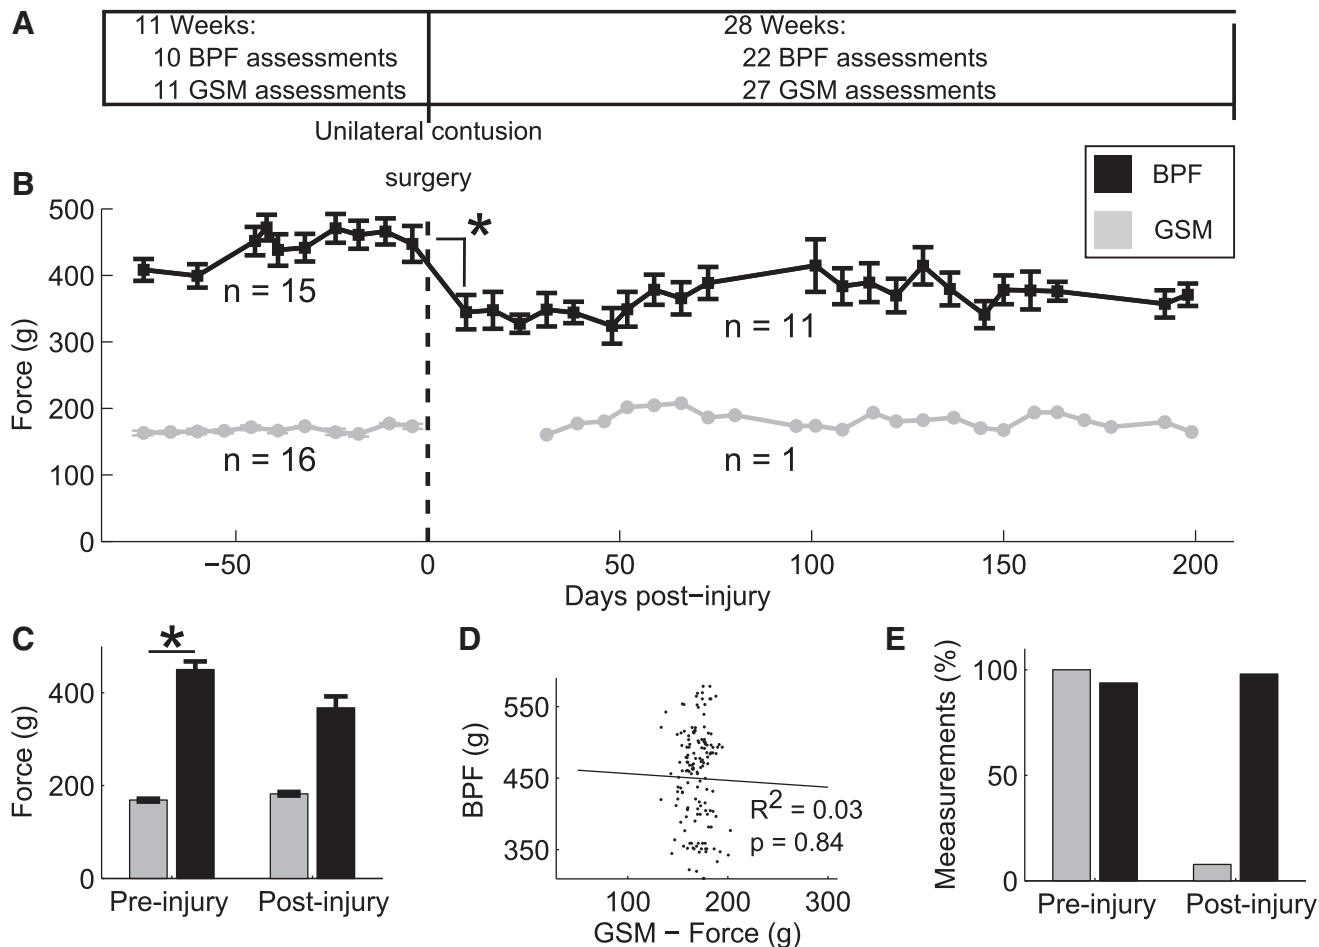 A
11 Weeks:
10 BPF assessments
11 GSM assessments
28 Weeks:
22 BPF assessments
27 GSM assessments
Unilateral contusion
surgery
B
BPF
GSM
500
400
300
200
100
0
Force (g)
*
n = 15
n = 11
n = 16
n = 1
−50
0
50
100
150
200
Days post−injury
C
*
400
200
0
Force (g)
Pre-injury
Post-injury
D
550
450
350
BPF (g)
R2 = 0.03
p = 0.84
100
200
300
GSM − Force (g)
E
100
50
0
Meeasurements (%)
Pre-injury
Post-injury